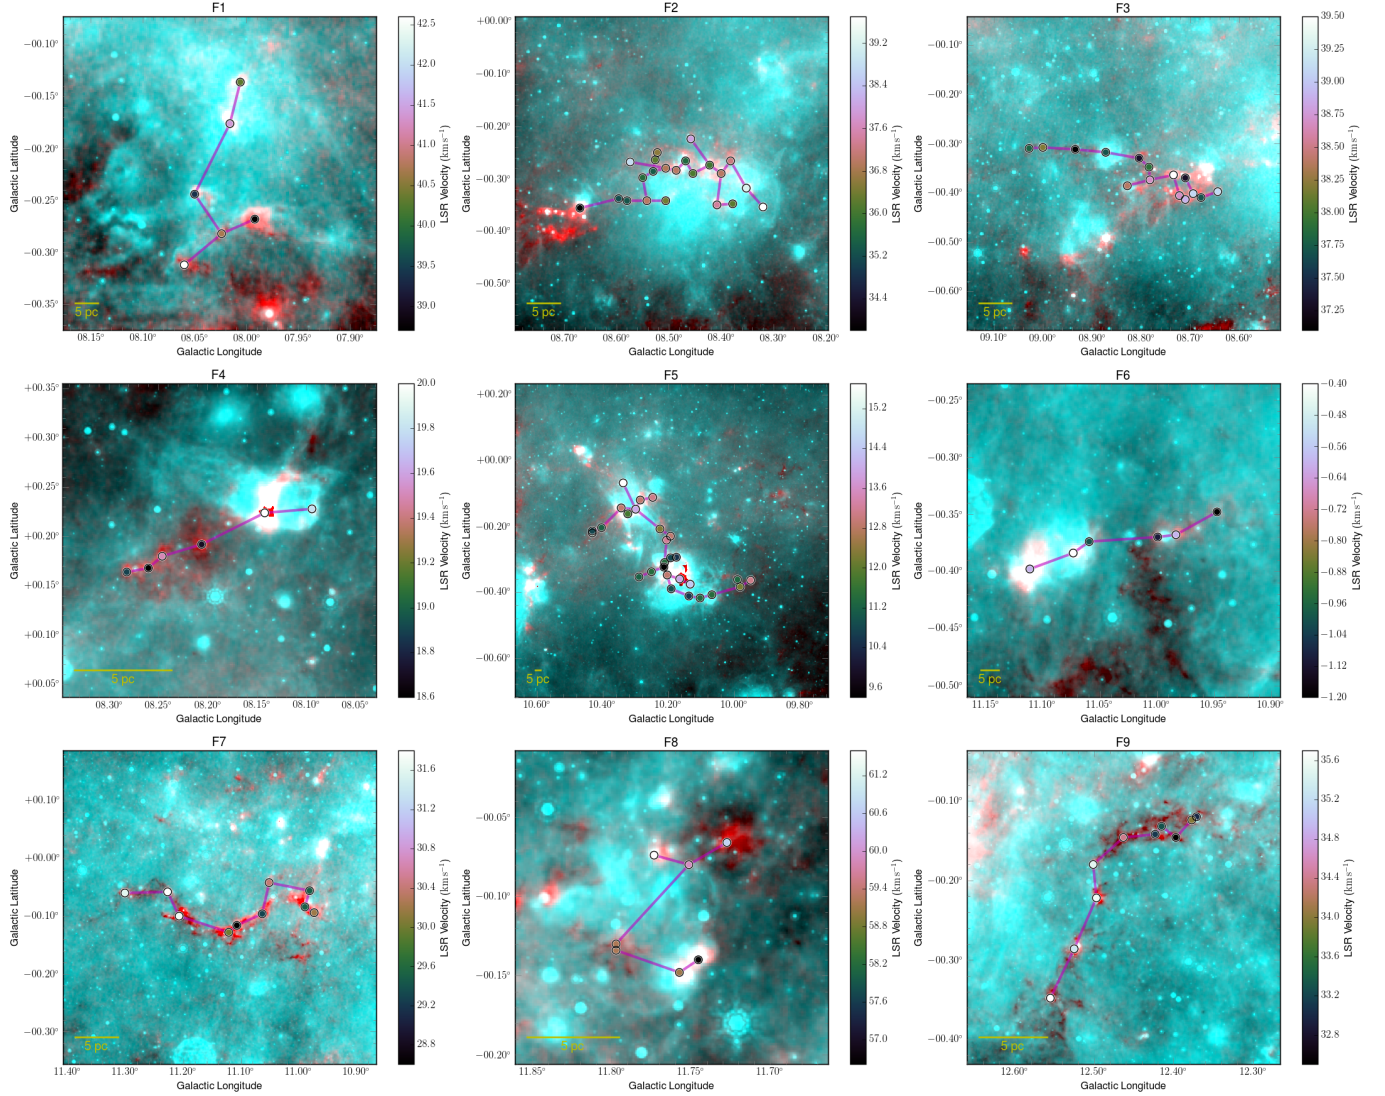 F1
−00.10°
−00.15°
−00.20°
−00.25°
−00.30°
−00.35°
Galactic Latitude
5 pc
08.15° 08.10° 08.05° 08.00° 07.95° 07.90°
Galactic Longitude
42.5
42.0
41.5
41.0
40.5
40.0
39.5
39.0
LSR Velocity (km s⁻¹)
F2
+00.00°
−00.10°
−00.20°
−00.30°
−00.40°
−00.50°
Galactic Latitude
5 pc
08.70° 08.60° 08.50° 08.40° 08.30° 08.20°
Galactic Longitude
39.2
38.4
37.6
36.8
36.0
35.2
34.4
LSR Velocity (km s⁻¹)
F3
−00.10°
−00.20°
−00.30°
−00.40°
−00.50°
−00.60°
Galactic Latitude
5 pc
09.10° 09.00° 08.90° 08.80° 08.70° 08.60°
Galactic Longitude
39.50
39.25
39.00
38.75
38.50
38.25
38.00
37.75
37.50
37.25
LSR Velocity (km s⁻¹)
F4
+00.35°
+00.30°
+00.25°
+00.20°
+00.15°
+00.10°
+00.05°
Galactic Latitude
5 pc
08.30° 08.25° 08.20° 08.15° 08.10° 08.05°
Galactic Longitude
20.0
19.8
19.6
19.4
19.2
19.0
18.8
18.6
LSR Velocity (km s⁻¹)
F5
+00.20°
+00.00°
−00.20°
−00.40°
−00.60°
Galactic Latitude
5 pc
10.60° 10.40° 10.20° 10.00° 09.80°
Galactic Longitude
15.2
14.4
13.6
12.8
12.0
11.2
10.4
9.6
LSR Velocity (km s⁻¹)
F6
−00.25°
−00.30°
−00.35°
−00.40°
−00.45°
−00.50°
Galactic Latitude
5 pc
11.15° 11.10° 11.05° 11.00° 10.95° 10.90°
Galactic Longitude
−0.40
−0.48
−0.56
−0.64
−0.72
−0.80
−0.88
−0.96
−1.04
−1.12
−1.20
LSR Velocity (km s⁻¹)
F7
+00.10°
+00.00°
−00.10°
−00.20°
−00.30°
Galactic Latitude
5 pc
11.40° 11.30° 11.20° 11.10° 11.00° 10.90°
Galactic Longitude
31.6
31.2
30.8
30.4
30.0
29.6
29.2
28.8
LSR Velocity (km s⁻¹)
F8
−00.05°
−00.10°
−00.15°
−00.20°
Galactic Latitude
5 pc
11.85° 11.80° 11.75° 11.70°
Galactic Longitude
61.2
60.6
60.0
59.4
58.8
58.2
57.6
57.0
LSR Velocity (km s⁻¹)
F9
−00.10°
−00.20°
−00.30°
−00.40°
Galactic Latitude
5 pc
12.60° 12.50° 12.40° 12.30°
Galactic Longitude
35.6
35.2
34.8
34.4
34.0
33.6
33.2
32.8
LSR Velocity (km s⁻¹)